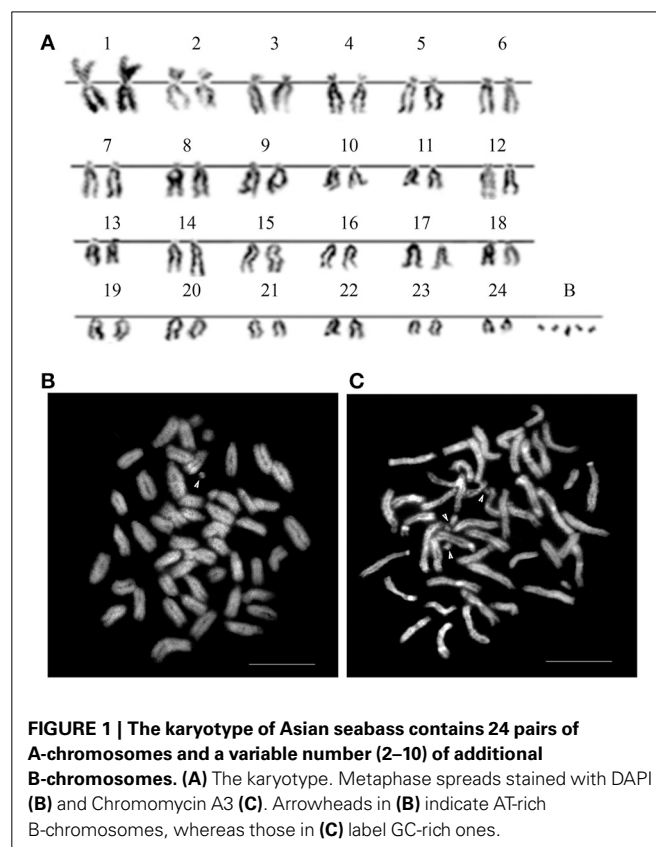 A
1 2 3 4 5 6
7 8 9 10 11 12
13 14 15 16 17 18
19 20 21 22 23 24 B
B C
FIGURE 1 | The karyotype of Asian seabass contains 24 pairs of
A-chromosomes and a variable number (2–10) of additional
B-chromosomes. (A) The karyotype. Metaphase spreads stained with DAPI
(B) and Chromomycin A3 (C). Arrowheads in (B) indicate AT-rich
B-chromosomes, whereas those in (C) label GC-rich ones.